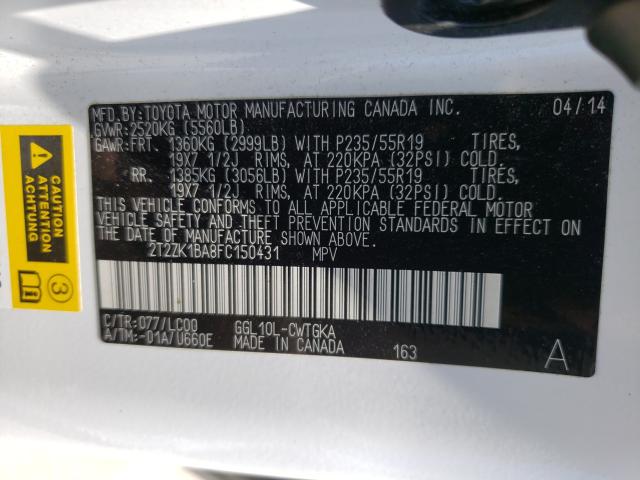 MFD.BY:TOYOTA MOTOR MANUFACTURING CANADA INC. 04/14
GVWR:2520KG (5560LB)
GAWR:FRT. 1360KG (2999LB) WITH P235/55R19 TIRES,
19X7 1/2J RIMS, AT 220KPA (32PSI) COLD.
RR. 1385KG (3056LB) WITH P235/55R19 TIRES,
19X7 1/2J RIMS, AT 220KPA (32PSI) COLD.
THIS VEHICLE CONFORMS TO ALL APPLICABLE FEDERAL MOTOR
VEHICLE SAFETY AND THEFT PREVENTION STANDARDS IN EFFECT ON
THE DATE OF MANUFACTURE SHOWN ABOVE.
2T2ZK1BA8FC150431 MPV
C/TR:077/LC00 GGL10L-CWTGKA
A/TM:-01A/U660E MADE IN CANADA 163 A
CAUTION
ATTENTION
ACHTUNG
3